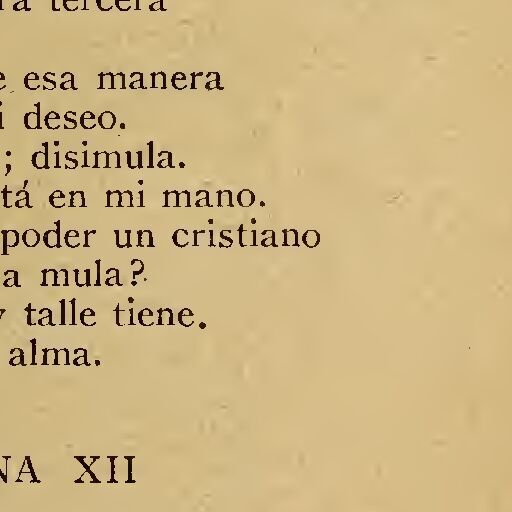 tercera
esa manera
deseo.
; disimula.
tá en mi mano.
poder un cristiano
a mula?
talle tiene.
alma.
NA XII